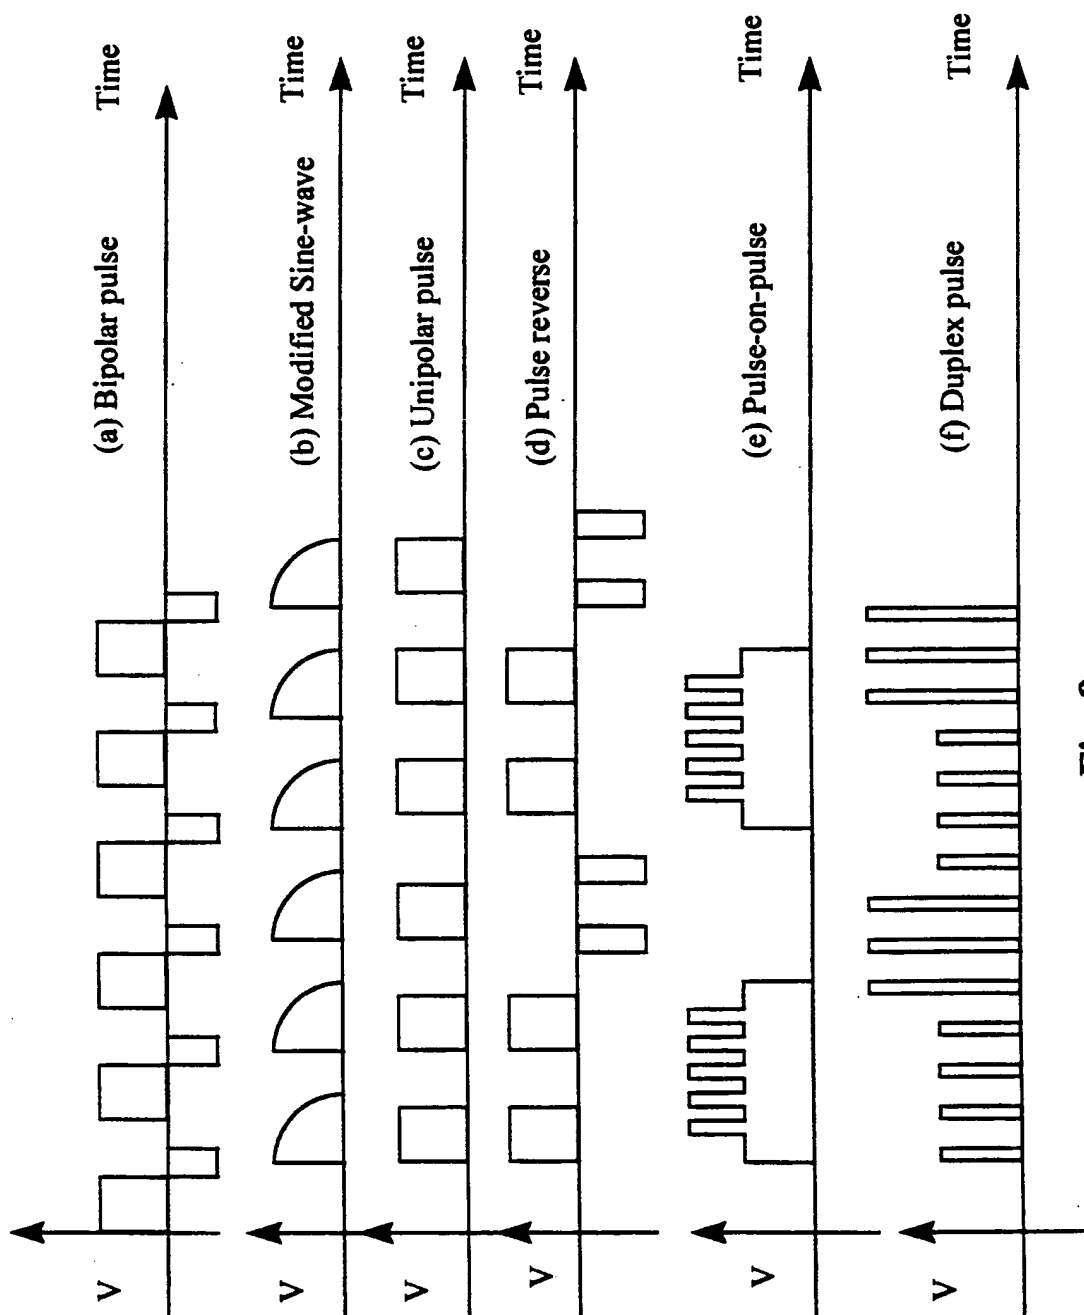 V
(a) Bipolar pulse
Time
V
(b) Modified Sine-wave
Time
V
(c) Unipolar pulse
Time
V
(d) Pulse reverse
Time
V
(e) Pulse-on-pulse
Time
V
(f) Duplex pulse
Time